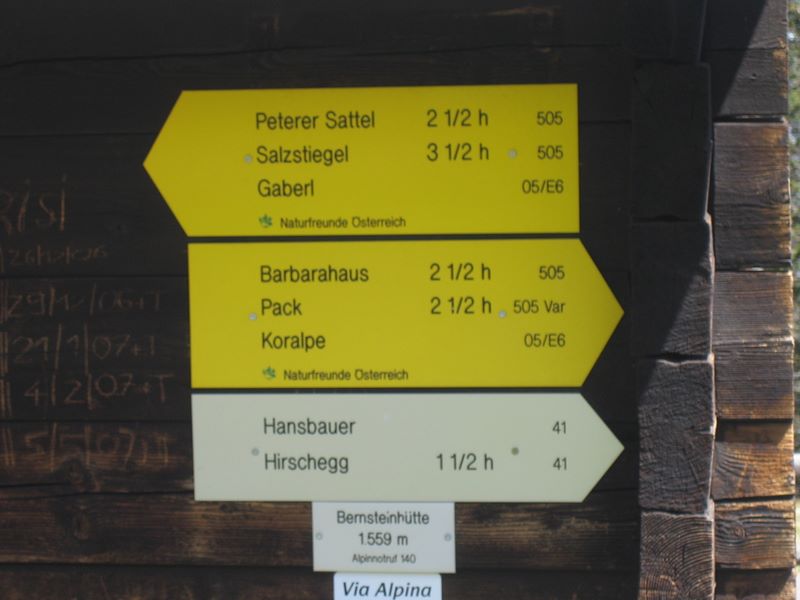 Peterer Sattel 2 1/2 h 505
Salzstiegel 3 1/2 h 505
Gaberl 05/E6
Naturfreunde Österreich
Barbarahaus 2 1/2 h 505
Pack 2 1/2 h 505 Var
Koralpe 05/E6
Naturfreunde Österreich
Hansbauer 41
Hirschegg 1 1/2 h 41
Bernsteinhütte
1.559 m
Alpinnotruf 140
Via Alpina